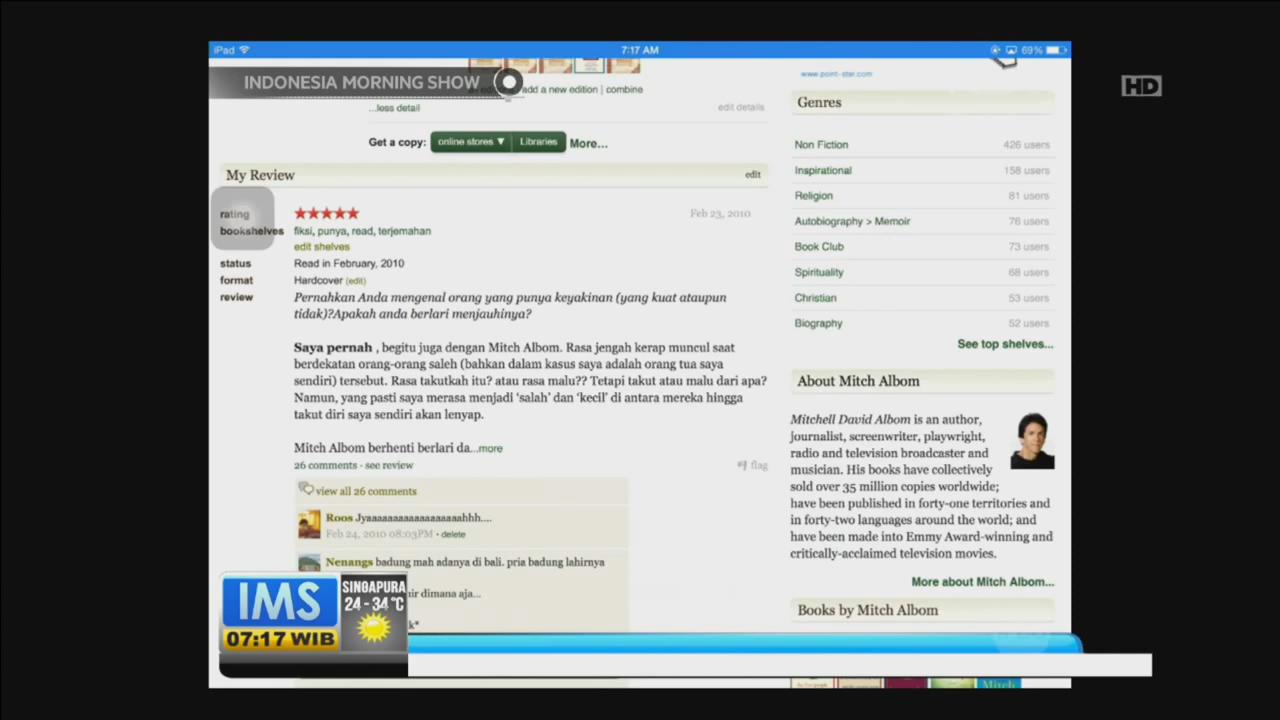 iPad
7:17 AM
69%
INDONESIA MORNING SHOW
HD
add a new edition | combine
...less detail
edit details
Get a copy:
online stores ▼
Libraries
More...
My Review
edit
rating
★★★★★
Feb 23, 2010
bookshelves
fiksi, punya, read, terjemahan
edit shelves
status
Read in February, 2010
format
Hardcover (edit)
review
Pernahkan Anda mengenal orang yang punya keyakinan (yang kuat ataupun
tidak)?Apakah anda berlari menjauhinya?
Saya pernah , begitu juga dengan Mitch Albom. Rasa jengah kerap muncul saat
berdekatan orang-orang saleh (bahkan dalam kasus saya adalah orang tua saya
sendiri) tersebut. Rasa takutkah itu? atau rasa malu?? Tetapi takut atau malu dari apa?
Namun, yang pasti saya merasa menjadi ‘salah’ dan ‘kecil’ di antara mereka hingga
takut diri saya sendiri akan lenyap.
Mitch Albom berhenti berlari da...more
26 comments - see review
flag
view all 26 comments
Roos Jyaaaaaaaaaaaaaaaaaahhh....
Feb 24, 2010 08:03PM • delete
Nenangs badung mah adanya di bali. pria badung lahirnya
dimana aja...
www.point-star.com
Genres
Non Fiction 426 users
Inspirational 158 users
Religion 81 users
Autobiography > Memoir 76 users
Book Club 73 users
Spirituality 68 users
Christian 53 users
Biography 52 users
See top shelves...
About Mitch Albom
Mitchell David Albom is an author,
journalist, screenwriter, playwright,
radio and television broadcaster and
musician. His books have collectively
sold over 35 million copies worldwide;
have been published in forty-one territories and
in forty-two languages around the world; and
have been made into Emmy Award-winning and
critically-acclaimed television movies.
More about Mitch Albom...
Books by Mitch Albom
Mitch
IMS
07:17 WIB
SINGAPURA
24 - 34°C